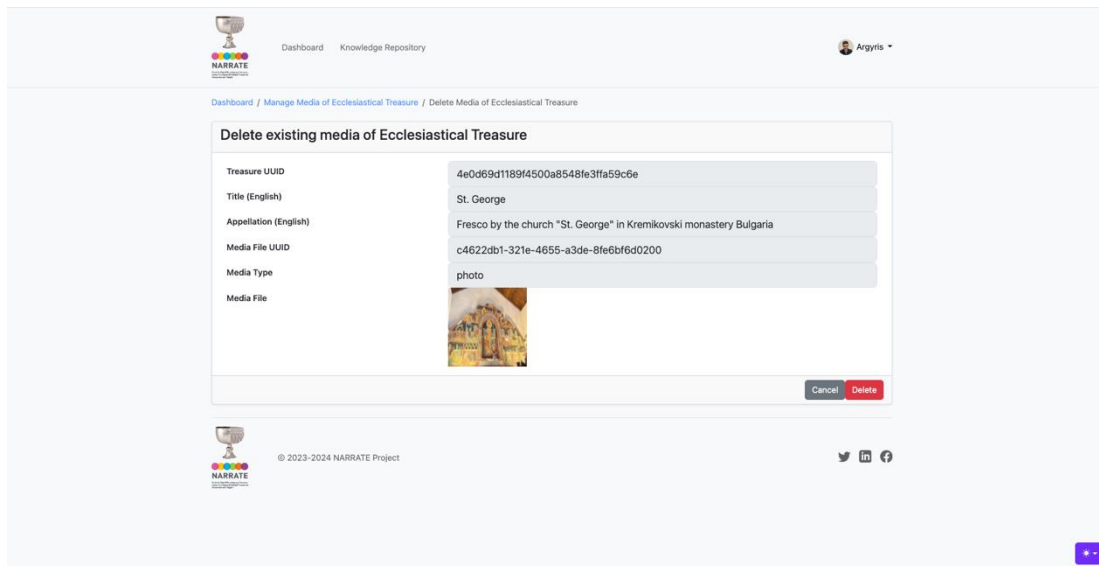 Dashboard Knowledge Repository
Argyris
NARRATE
Dashboard / Manage Media of Ecclesiastical Treasure / Delete Media of Ecclesiastical Treasure
Delete existing media of Ecclesiastical Treasure
Treasure UUID 4e0d69d1189f4500a8548fe3ffa59c6e
Title (English) St. George
Appellation (English) Fresco by the church "St. George" in Kremikovski monastery Bulgaria
Media File UUID c4622db1-321e-4655-a3de-8fe6bf6d0200
Media Type photo
Media File
Cancel Delete
© 2023-2024 NARRATE Project
NARRATE